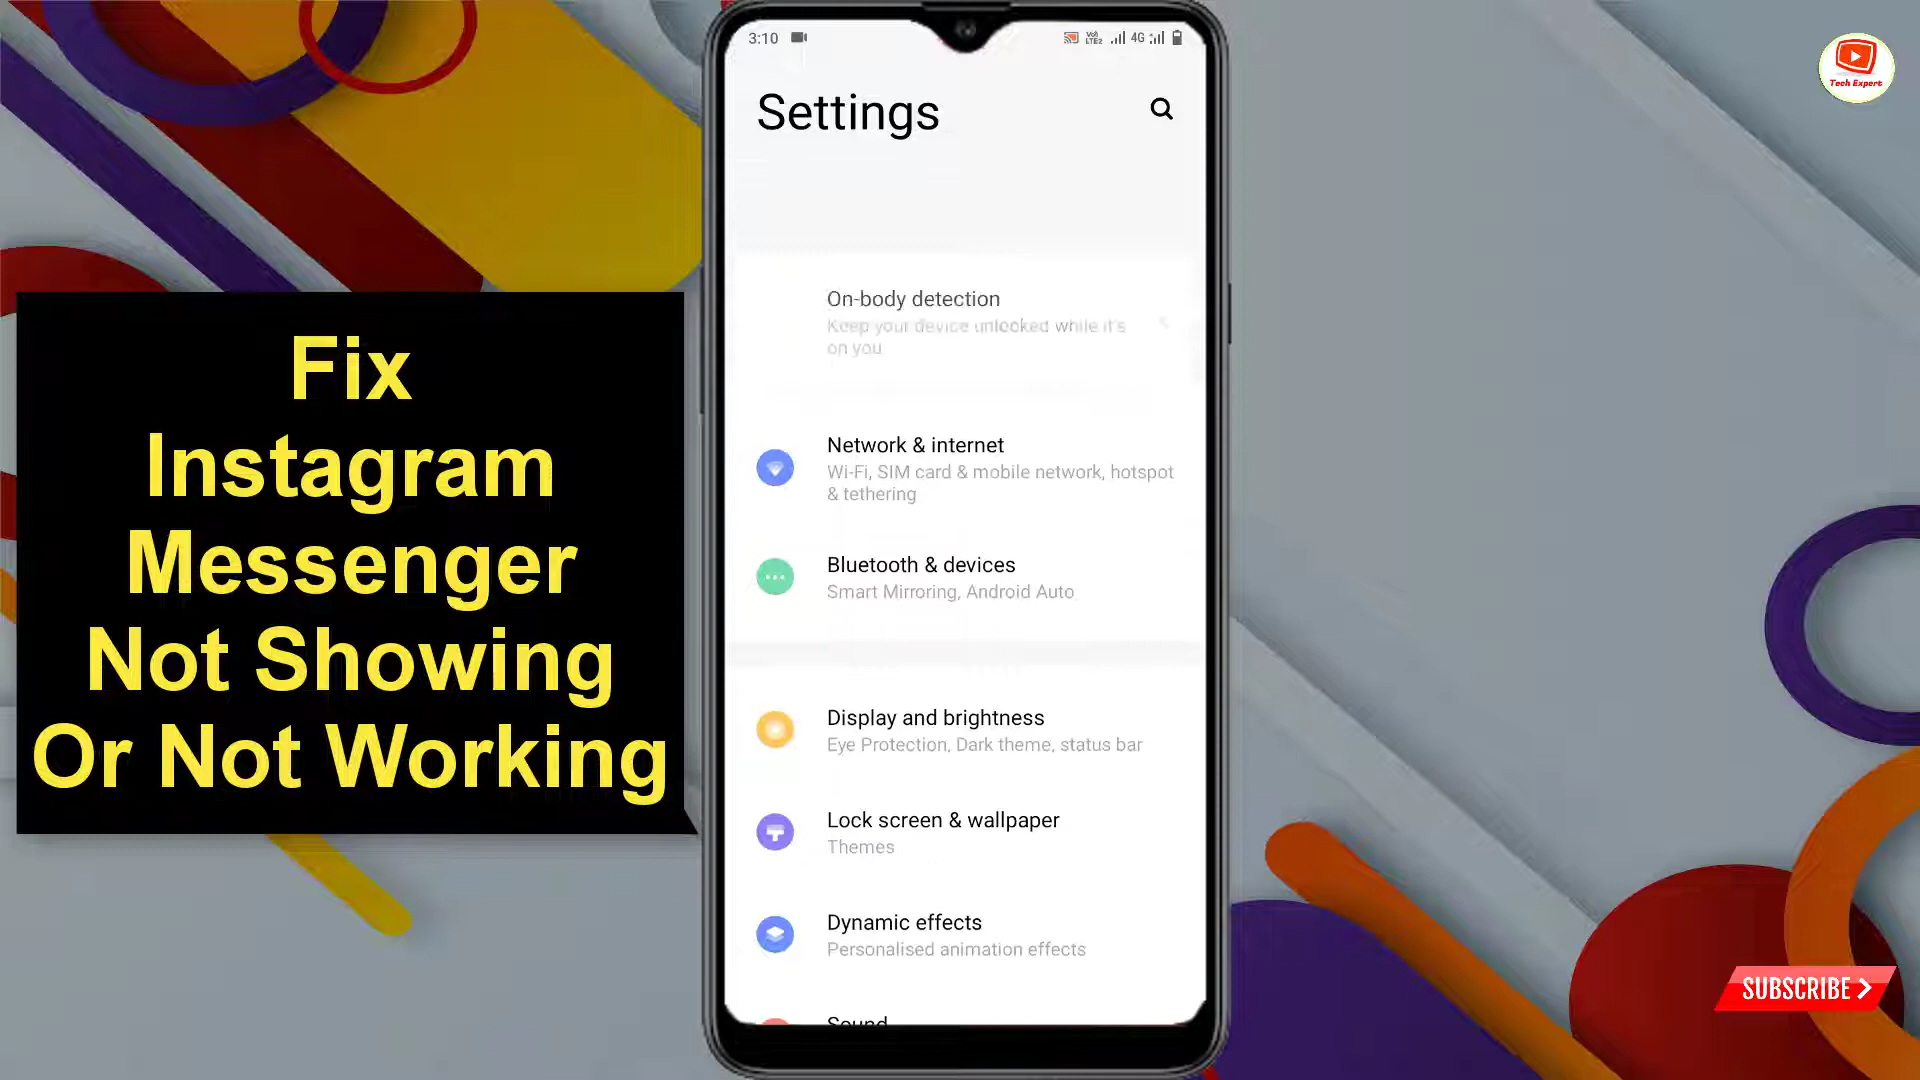 Fix
Instagram
Messenger
Not Showing
Or Not Working
3:10
4G
Settings
On-body detection
Keep your device unlocked while it's
on you
Network & internet
Wi-Fi, SIM card & mobile network, hotspot
& tethering
Bluetooth & devices
Smart Mirroring, Android Auto
Display and brightness
Eye Protection, Dark theme, status bar
Lock screen & wallpaper
Themes
Dynamic effects
Personalised animation effects
Sound
Tech Expert
SUBSCRIBE